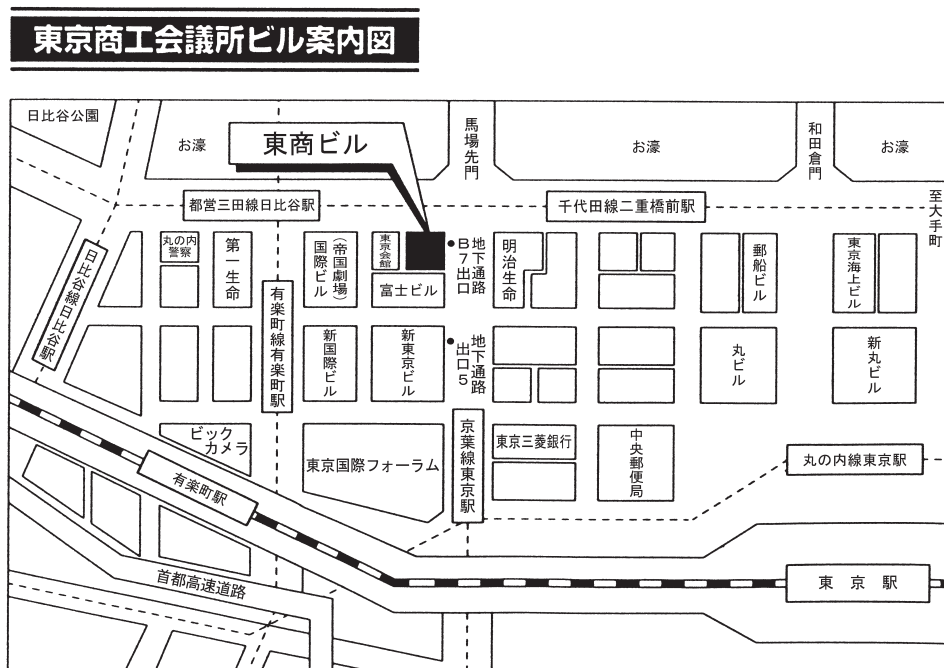 東京商工会議所ビル案内図
日比谷公園
お濠
東商ビル
馬場先門
お濠
和田倉門
お濠
都営三田線日比谷駅
千代田線二重橋前駅
至大手町
日比谷線日比谷駅
丸の内
警察
第一生命
有楽町線有楽町駅
(帝国劇場)
国際ビル
東京会館
富士ビル
地下通路
B7出口
明治生命
郵船ビル
東京海上ビル
新国際ビル
新東京ビル
地下通路
出口5
丸ビル
新丸ビル
ビック
カメラ
東京国際フォーラム
京葉線東京駅
東京三菱銀行
中央郵便局
丸の内線東京駅
有楽町駅
首都高速道路
東京駅